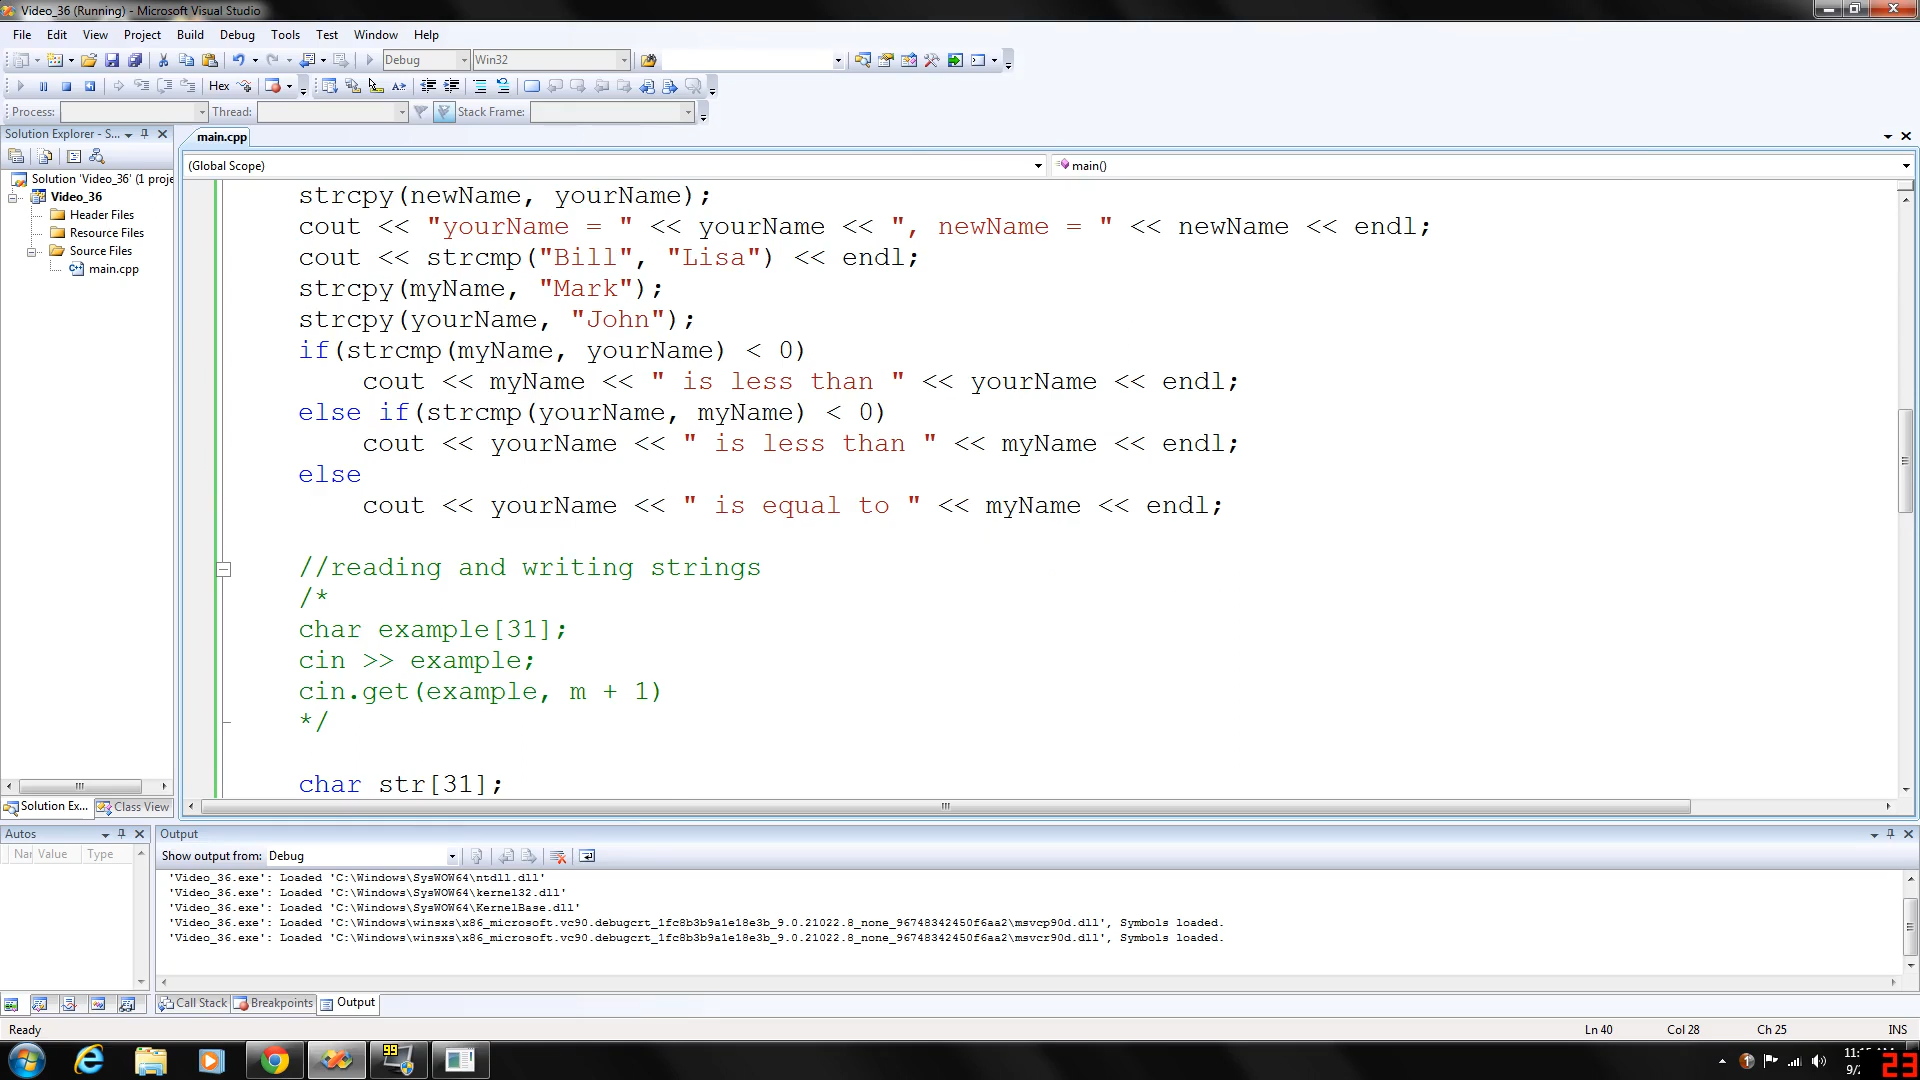 Video_36 (Running) - Microsoft Visual Studio
File Edit View Project Build Debug Tools Test Window Help
Debug Win32
Hex
Process: Thread: Stack Frame:
Solution Explorer - S...
main.cpp
(Global Scope) main()
Solution 'Video_36' (1 proje
Video_36
Header Files
Resource Files
Source Files
main.cpp
strcpy(newName, yourName);
cout << "yourName = " << yourName << ", newName = " << newName << endl;
cout << strcmp("Bill", "Lisa") << endl;
strcpy(myName, "Mark");
strcpy(yourName, "John");
if(strcmp(myName, yourName) < 0)
cout << myName << " is less than " << yourName << endl;
else if(strcmp(yourName, myName) < 0)
cout << yourName << " is less than " << myName << endl;
else
cout << yourName << " is equal to " << myName << endl;
//reading and writing strings
/*
char example[31];
cin >> example;
cin.get(example, m + 1)
*/
char str[31];
Solution Ex... Class View
Autos
Nar Value Type
Output
Show output from: Debug
'Video_36.exe': Loaded 'C:\Windows\SysWOW64\ntdll.dll'
'Video_36.exe': Loaded 'C:\Windows\SysWOW64\kernel32.dll'
'Video_36.exe': Loaded 'C:\Windows\SysWOW64\KernelBase.dll'
'Video_36.exe': Loaded 'C:\Windows\winsxs\x86_microsoft.vc90.debugcrt_1fc8b3b9a1e18e3b_9.0.21022.8_none_96748342450f6aa2\msvcp90d.dll', Symbols loaded.
'Video_36.exe': Loaded 'C:\Windows\winsxs\x86_microsoft.vc90.debugcrt_1fc8b3b9a1e18e3b_9.0.21022.8_none_96748342450f6aa2\msvcr90d.dll', Symbols loaded.
Call Stack Breakpoints Output
Ready Ln 40 Col 28 Ch 25 INS
99
23